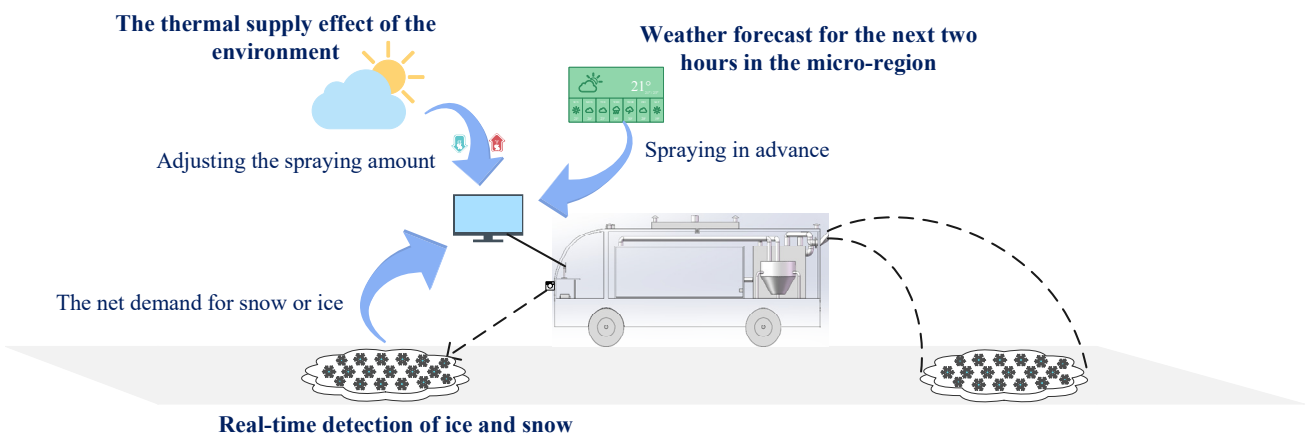 The thermal supply effect of the
environment
Weather forecast for the next two
hours in the micro-region
21°
Adjusting the spraying amount
Spraying in advance
The net demand for snow or ice
Real-time detection of ice and snow